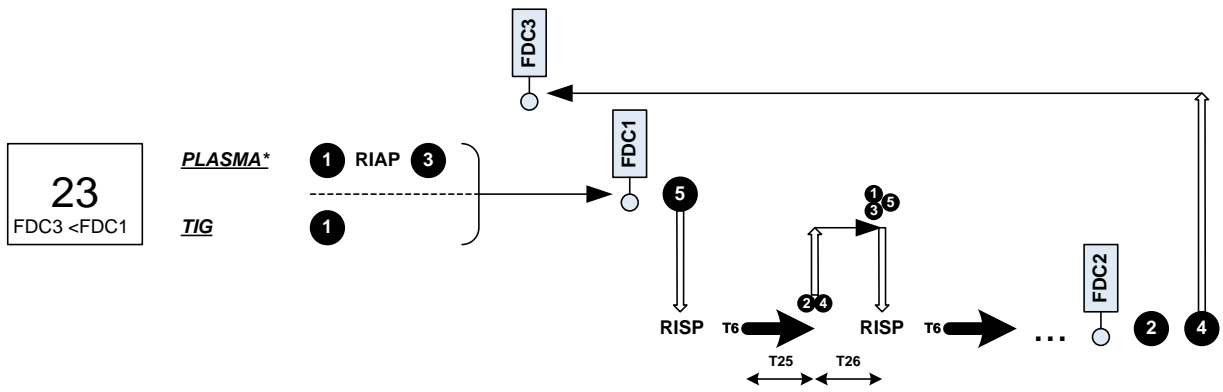 FDC3
FDC1
23
FDC3 <FDC1
PLASMA*
1 RIAP 3
TIG
1
5
1
3
5
2 4
RISP
T6
RISP
T6
...
FDC2
2
4
T25
T26